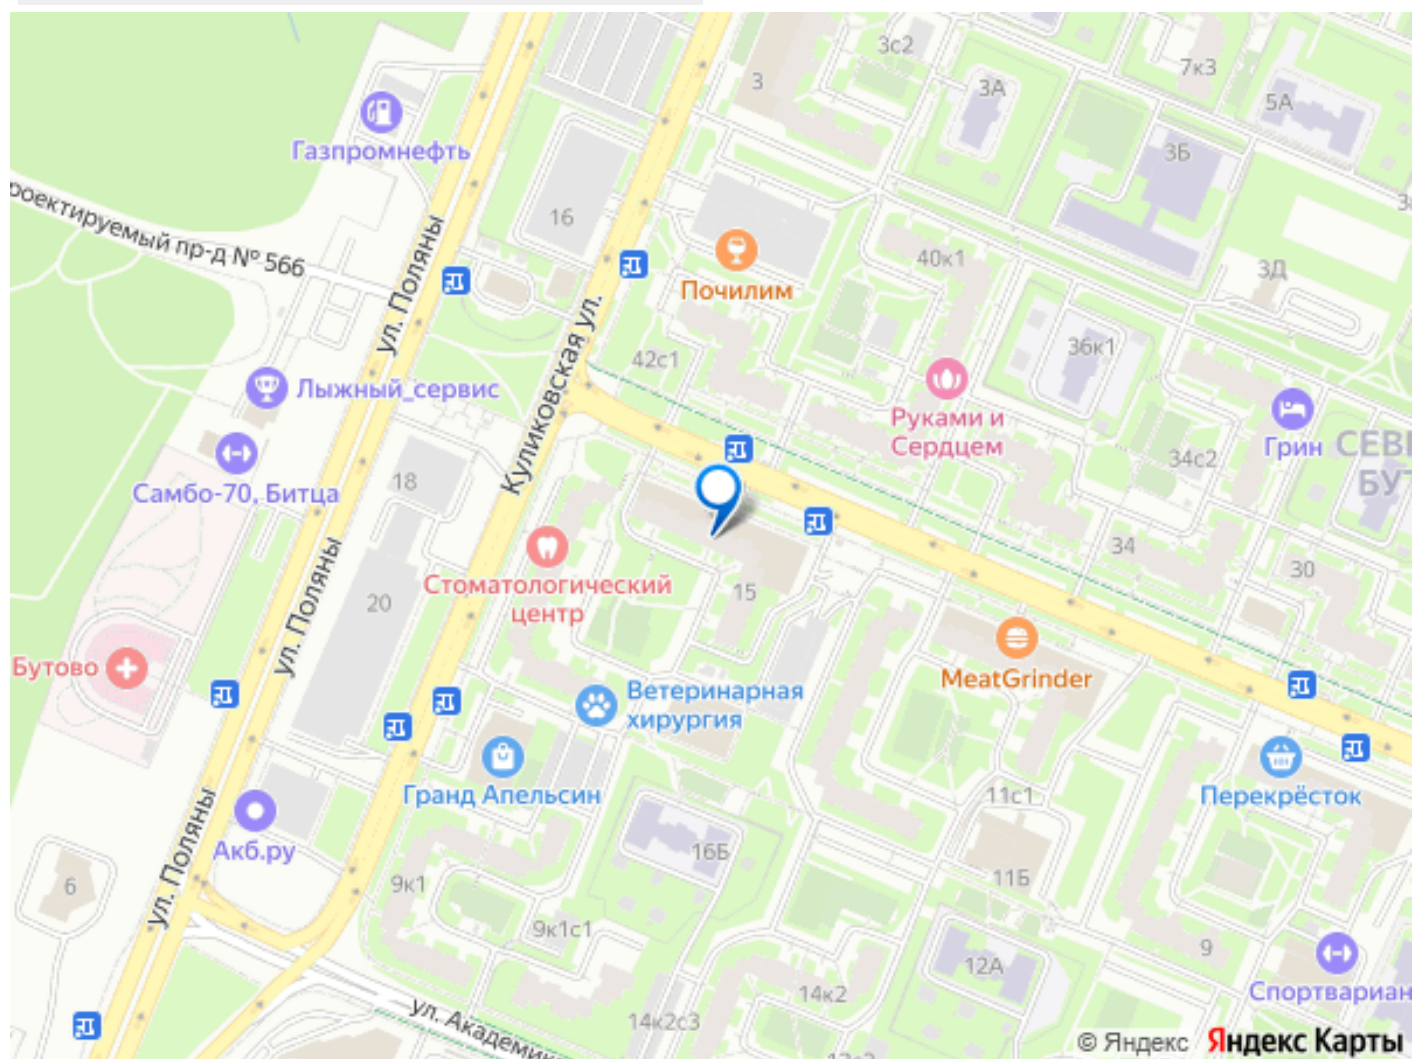 3с2
7к3
3
3А
5А
Газпромнефть
3Б
роектируемый пр-д № 566
16
ул. Поляны
40к1
3Д
Почилим
Куликовская ул.
42с1
36к1
Лыжный_сервис
Руками и
Сердцем
Грин
СЕВЕ
БУТ
34с2
18
Самбо-70, Битца
34
30
Стоматологический
центр
15
20
ул. Поляны
Бутово
MeatGrinder
Ветеринарная
хирургия
Гранд Апельсин
11с1
Перекрёсток
Акб.ру
16Б
ул. Поляны
6
9к1
11Б
9к1с1
9
12А
14к2
Спортвариан
ул. Академик
14к2с3
© Яндекс Яндекс Карты